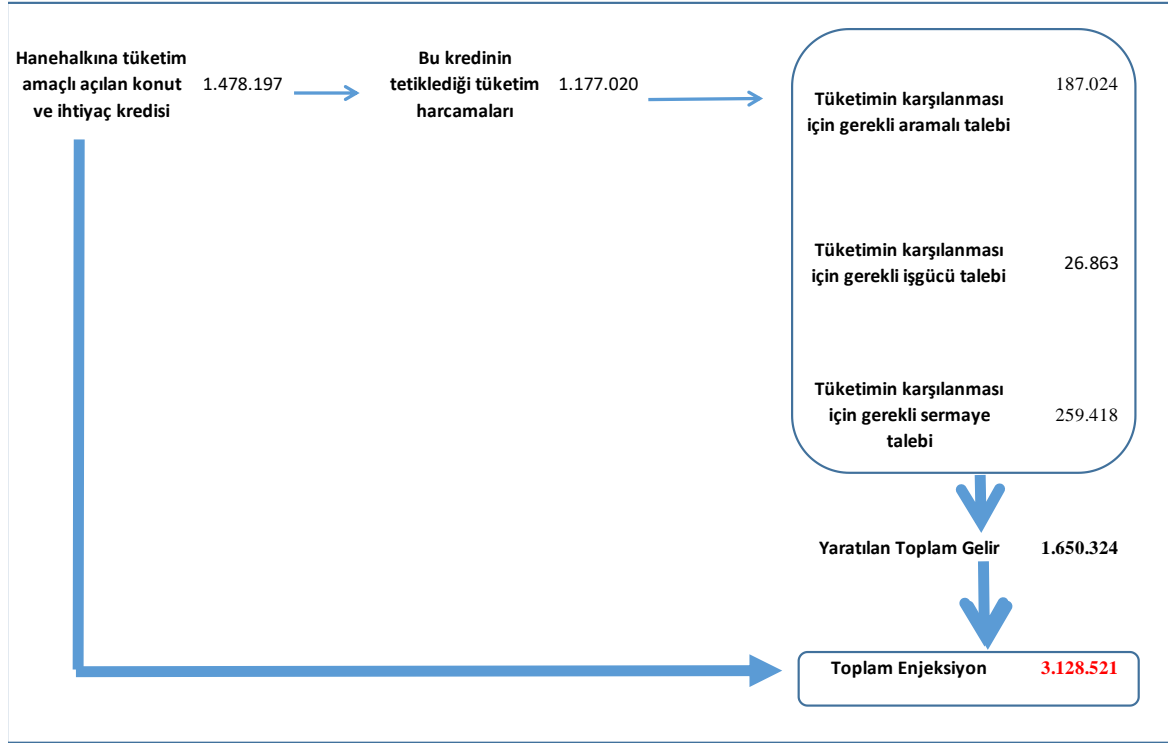 Hanehalkına tüketim
amaçlı açılan konut
ve ihtiyaç kredisi
1.478.197
Bu kredinin
tetiklediği tüketim
harcamaları
1.177.020
Tüketimin karşılanması
için gerekli aramalı talebi
187.024
Tüketimin karşılanması
için gerekli işgücü talebi
26.863
Tüketimin karşılanması
için gerekli sermaye
talebi
259.418
Yaratılan Toplam Gelir
1.650.324
Toplam Enjeksiyon
3.128.521